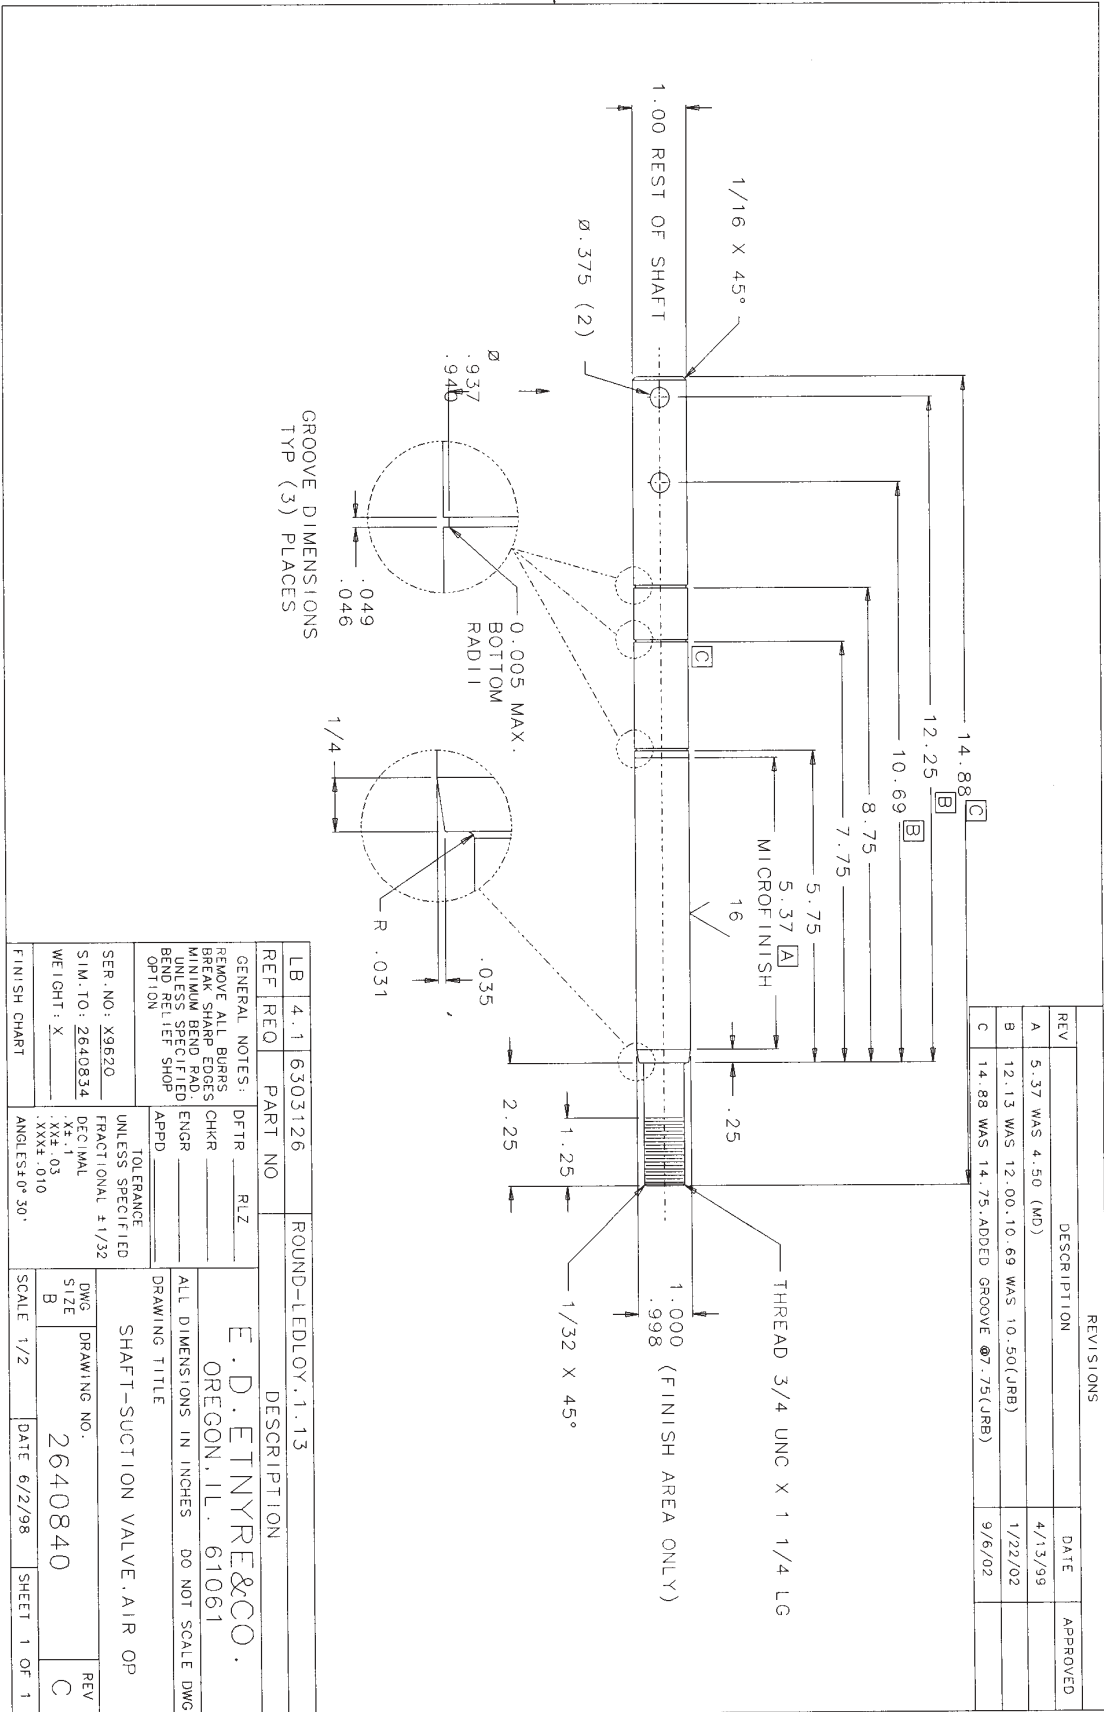 REVISIONS
REV DESCRIPTION DATE APPROVED
A 5.37 WAS 4.50 (MD) 4/13/99
B 12.13 WAS 12.00,10.69 WAS 10.50(JRB) 1/22/02
C 14.88 WAS 14.75,ADDED GROOVE @7.75(JRB) 9/6/02
14.88 C
12.25 B
10.69 B
8.75
7.75
5.75
5.37 A
MICROFINISH
16
.25
C
1/16 X 45°
1.00 REST OF SHAFT
Ø.375 (2)
THREAD 3/4 UNC X 1 1/4 LG
1.000
.998 (FINISH AREA ONLY)
1/32 X 45°
1.25
2.25
Ø
.937
.940
0.005 MAX.
BOTTOM
RADII
.049
.046
GROOVE DIMENSIONS
TYP (3) PLACES
1/4
.035
R .031
LB 4.1 6303126 ROUND-LEDLOY,1.13
REF REQ PART NO DESCRIPTION
GENERAL NOTES:
REMOVE ALL BURRS
BREAK SHARP EDGES
MINIMUM BEND RAD.
UNLESS SPECIFIED
BEND RELIEF SHOP
OPTION
DFTR RLZ
CHKR
ENGR
APPD
E.D.ETNYRE&CO.
OREGON,IL. 61061
ALL DIMENSIONS IN INCHES DO NOT SCALE DWG
SER.NO: X9620
SIM.TO: 2640834
WEIGHT: X
FINISH CHART
TOLERANCE
UNLESS SPECIFIED
FRACTIONAL ±1/32
DECIMAL
.X±.1
.XX±.03
.XXX±.010
ANGLES±0°30'
DRAWING TITLE
SHAFT-SUCTION VALVE,AIR OP
DWG SIZE B
DRAWING NO. 2640840
REV C
SCALE 1/2 DATE 6/2/98 SHEET 1 OF 1